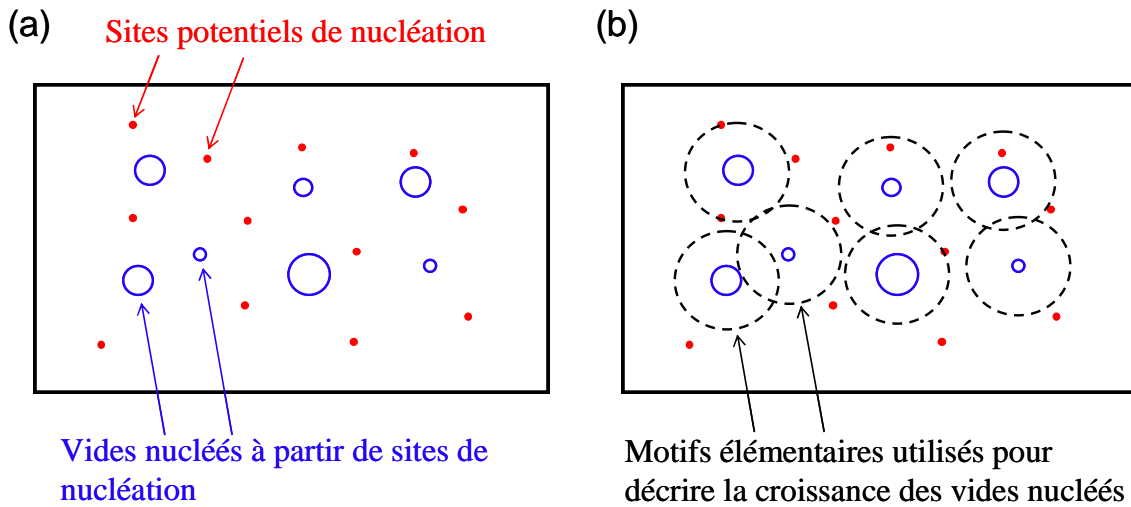 (a)
Sites potentiels de nucléation
Vides nucléés à partir de sites de
nucléation
(b)
Motifs élémentaires utilisés pour
décrire la croissance des vides nucléés